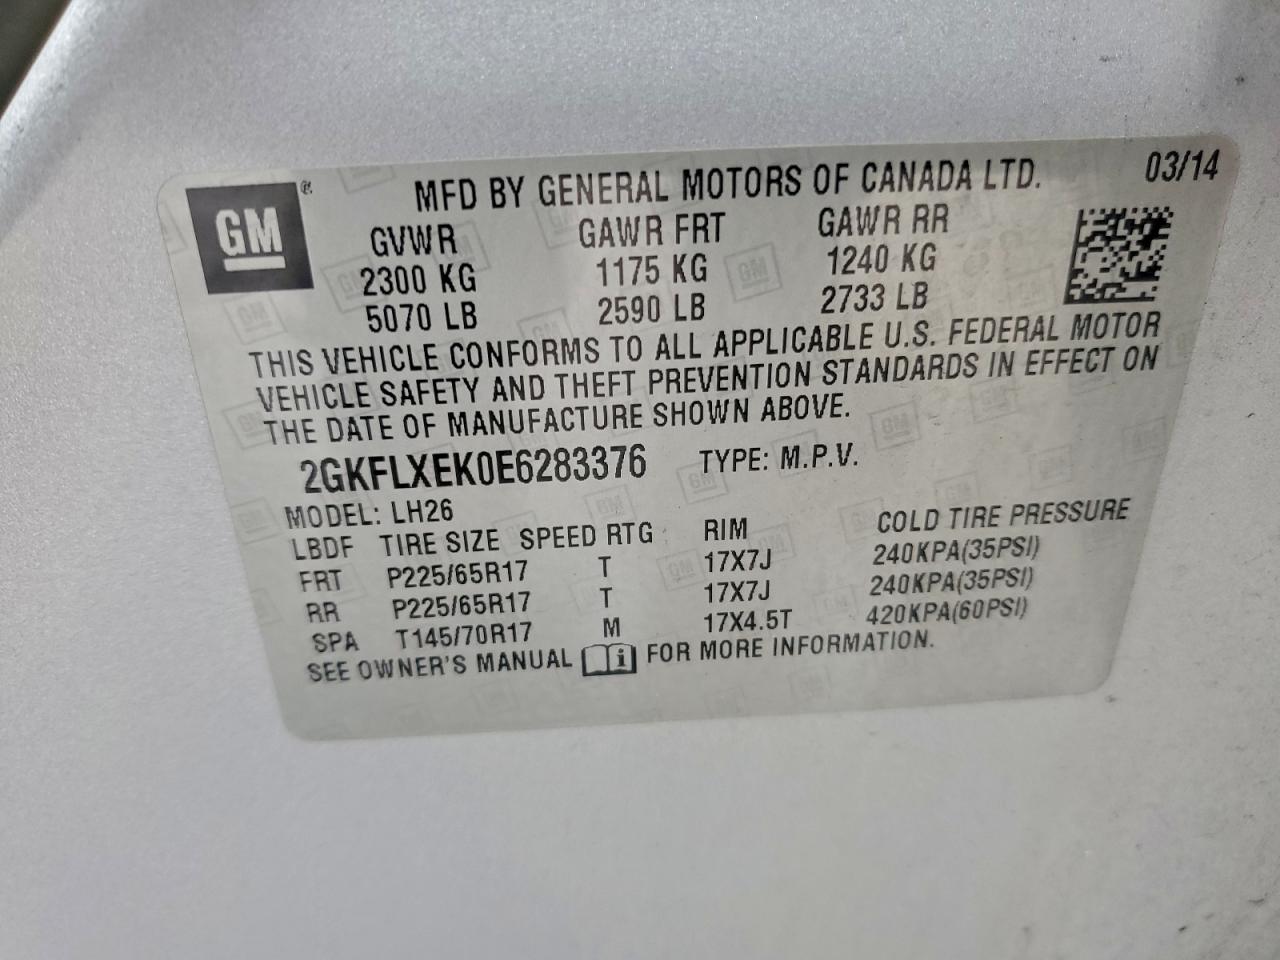 GM ® MFD BY GENERAL MOTORS OF CANADA LTD. 03/14
GVWR GAWR FRT GAWR RR
2300 KG 1175 KG 1240 KG
5070 LB 2590 LB 2733 LB
THIS VEHICLE CONFORMS TO ALL APPLICABLE U.S. FEDERAL MOTOR
VEHICLE SAFETY AND THEFT PREVENTION STANDARDS IN EFFECT ON
THE DATE OF MANUFACTURE SHOWN ABOVE.
2GKFLXEK0E6283376 TYPE: M.P.V.
MODEL: LH26
LBDF TIRE SIZE SPEED RTG RIM COLD TIRE PRESSURE
FRT P225/65R17 T 17X7J 240KPA(35PSI)
RR P225/65R17 T 17X7J 240KPA(35PSI)
SPA T145/70R17 M 17X4.5T 420KPA(60PSI)
SEE OWNER'S MANUAL i FOR MORE INFORMATION.